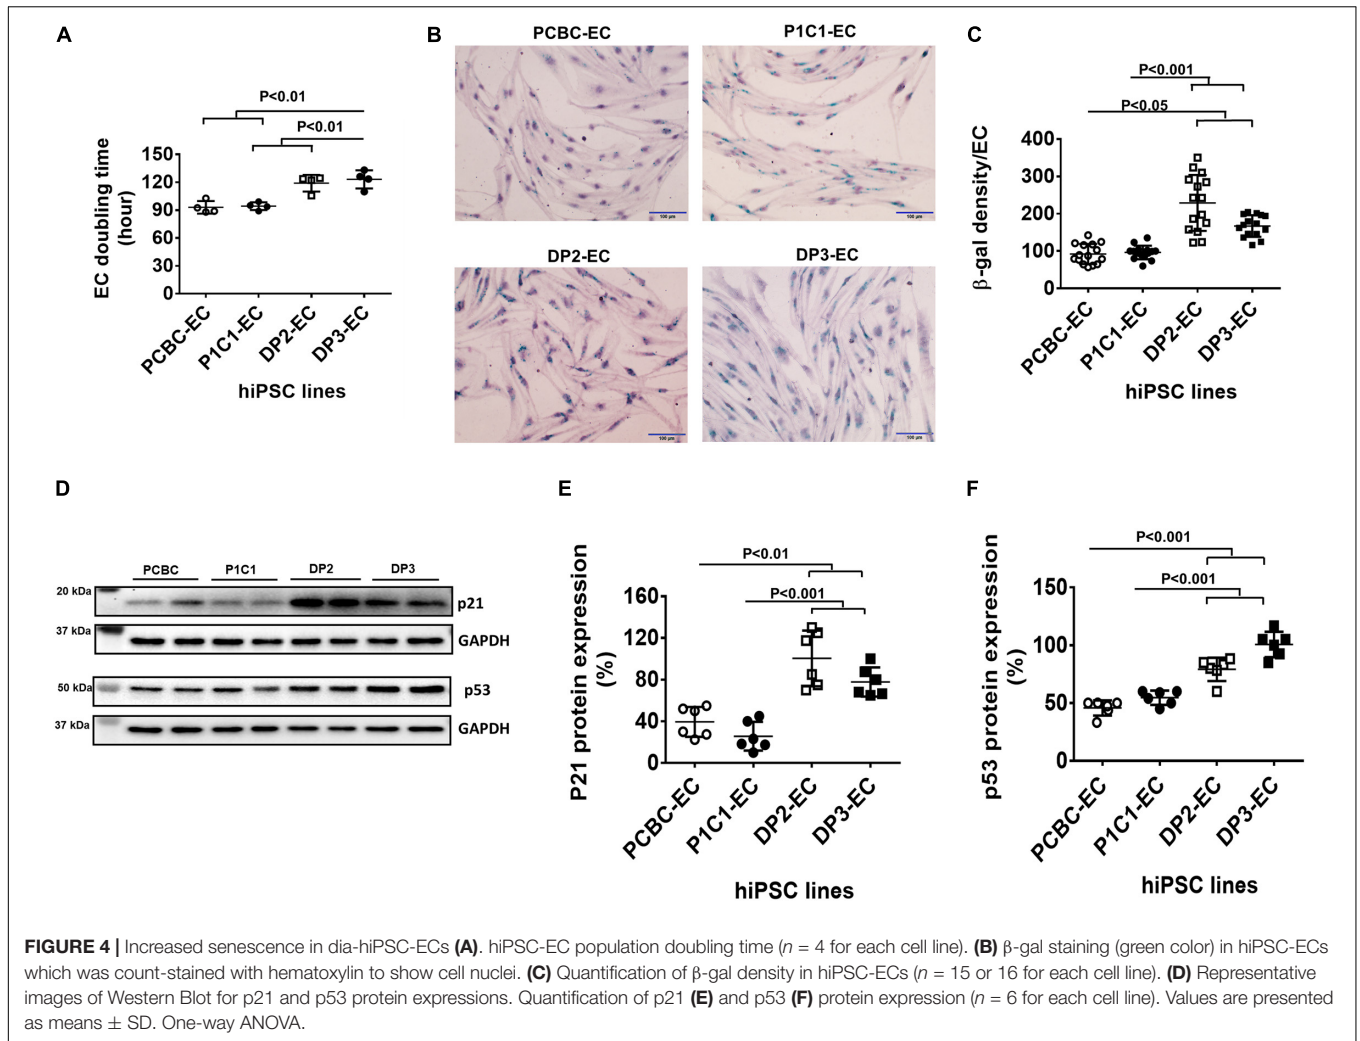 A
P<0.01
P<0.01
EC doubling time
(hour)
150
120
90
60
30
0
PCBC-EC
P1C1-EC
DP2-EC
DP3-EC
hiPSC lines
B
PCBC-EC
P1C1-EC
100 µm
100 µm
DP2-EC
DP3-EC
100 µm
100 µm
C
P<0.001
P<0.05
β-gal density/EC
400
300
200
100
0
PCBC-EC
P1C1-EC
DP2-EC
DP3-EC
hiPSC lines
D
PCBC P1C1 DP2 DP3
20 kDa
p21
37 kDa
GAPDH
50 kDa
p53
37 kDa
GAPDH
E
P<0.01
P<0.001
P21 protein expression
(%)
160
120
80
40
0
PCBC-EC
P1C1-EC
DP2-EC
DP3-EC
hiPSC lines
F
P<0.001
P<0.001
p53 protein expression
(%)
150
100
50
0
PCBC-EC
P1C1-EC
DP2-EC
DP3-EC
hiPSC lines
FIGURE 4 | Increased senescence in dia-hiPSC-ECs (A). hiPSC-EC population doubling time (n = 4 for each cell line). (B) β-gal staining (green color) in hiPSC-ECs
which was count-stained with hematoxylin to show cell nuclei. (C) Quantification of β-gal density in hiPSC-ECs (n = 15 or 16 for each cell line). (D) Representative
images of Western Blot for p21 and p53 protein expressions. Quantification of p21 (E) and p53 (F) protein expression (n = 6 for each cell line). Values are presented
as means ± SD. One-way ANOVA.